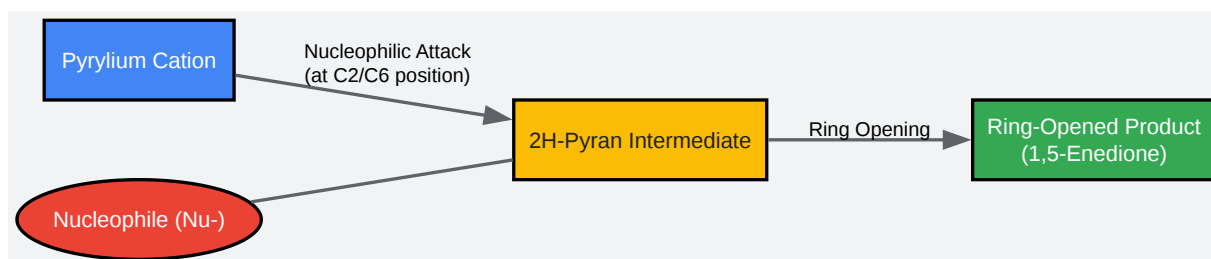 Pyrylium Cation
Nucleophilic Attack
(at C2/C6 position)
2H-Pyran Intermediate
Ring Opening
Ring-Opened Product
(1,5-Enedione)
Nucleophile (Nu-)